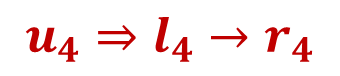 u₄ ⇒ l₄ → r₄